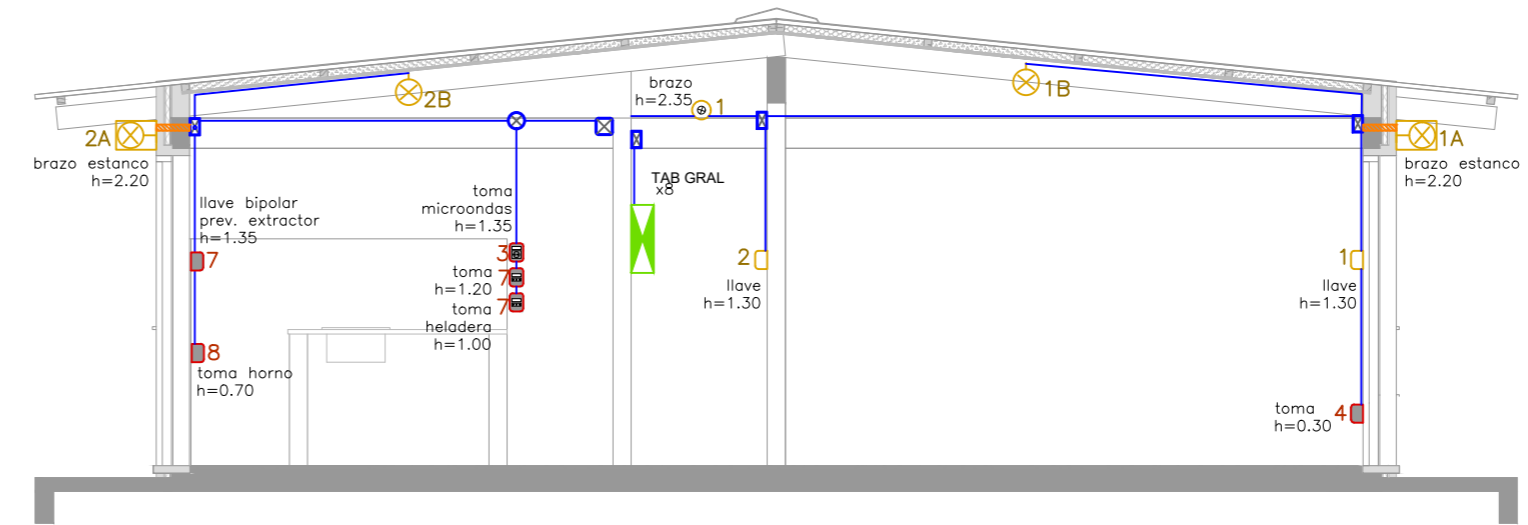 brazo
h=2.35
1
2B
1B
2A
brazo estanco
h=2.20
1A
brazo estanco
h=2.20
llave bipolar
prev. extractor
h=1.35
7
8
toma horno
h=0.70
toma
microondas
h=1.35
3
toma
h=1.20
7
toma
heladera
h=1.00
7
TAB GRAL
x8
2
llave
h=1.30
1
llave
h=1.30
toma
h=0.30
4